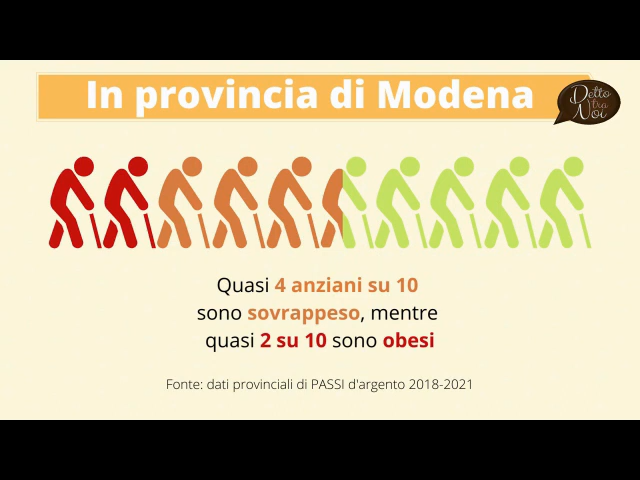 In provincia di Modena
Detto
tra
Noi
Quasi 4 anziani su 10
sono sovrappeso, mentre
quasi 2 su 10 sono obesi
Fonte: dati provinciali di PASSI d'argento 2018-2021